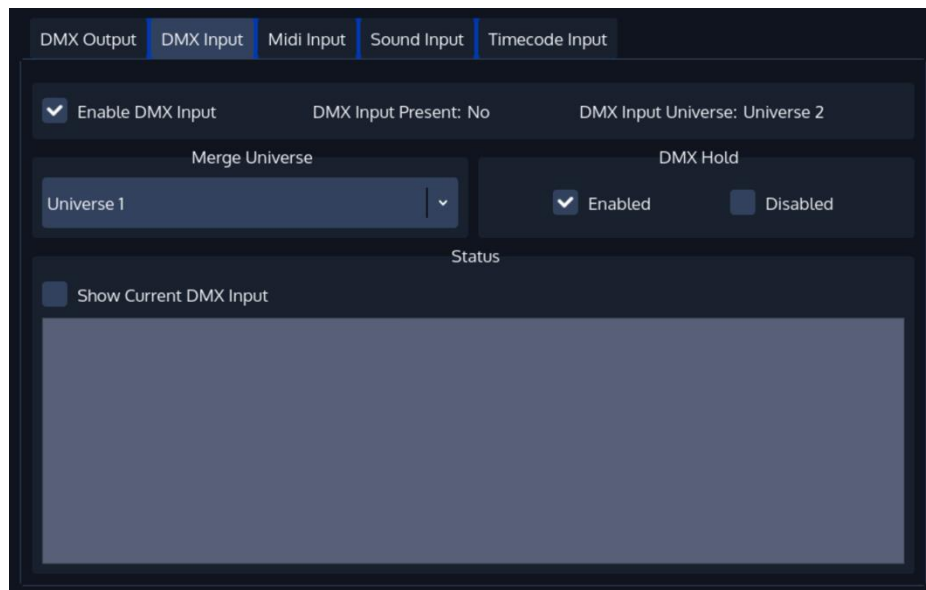 DMX Output DMX Input Midi Input Sound Input Timecode Input
Enable DMX Input DMX Input Present: No DMX Input Universe: Universe 2
Merge Universe DMX Hold
Universe 1 Enabled Disabled
Status
Show Current DMX Input